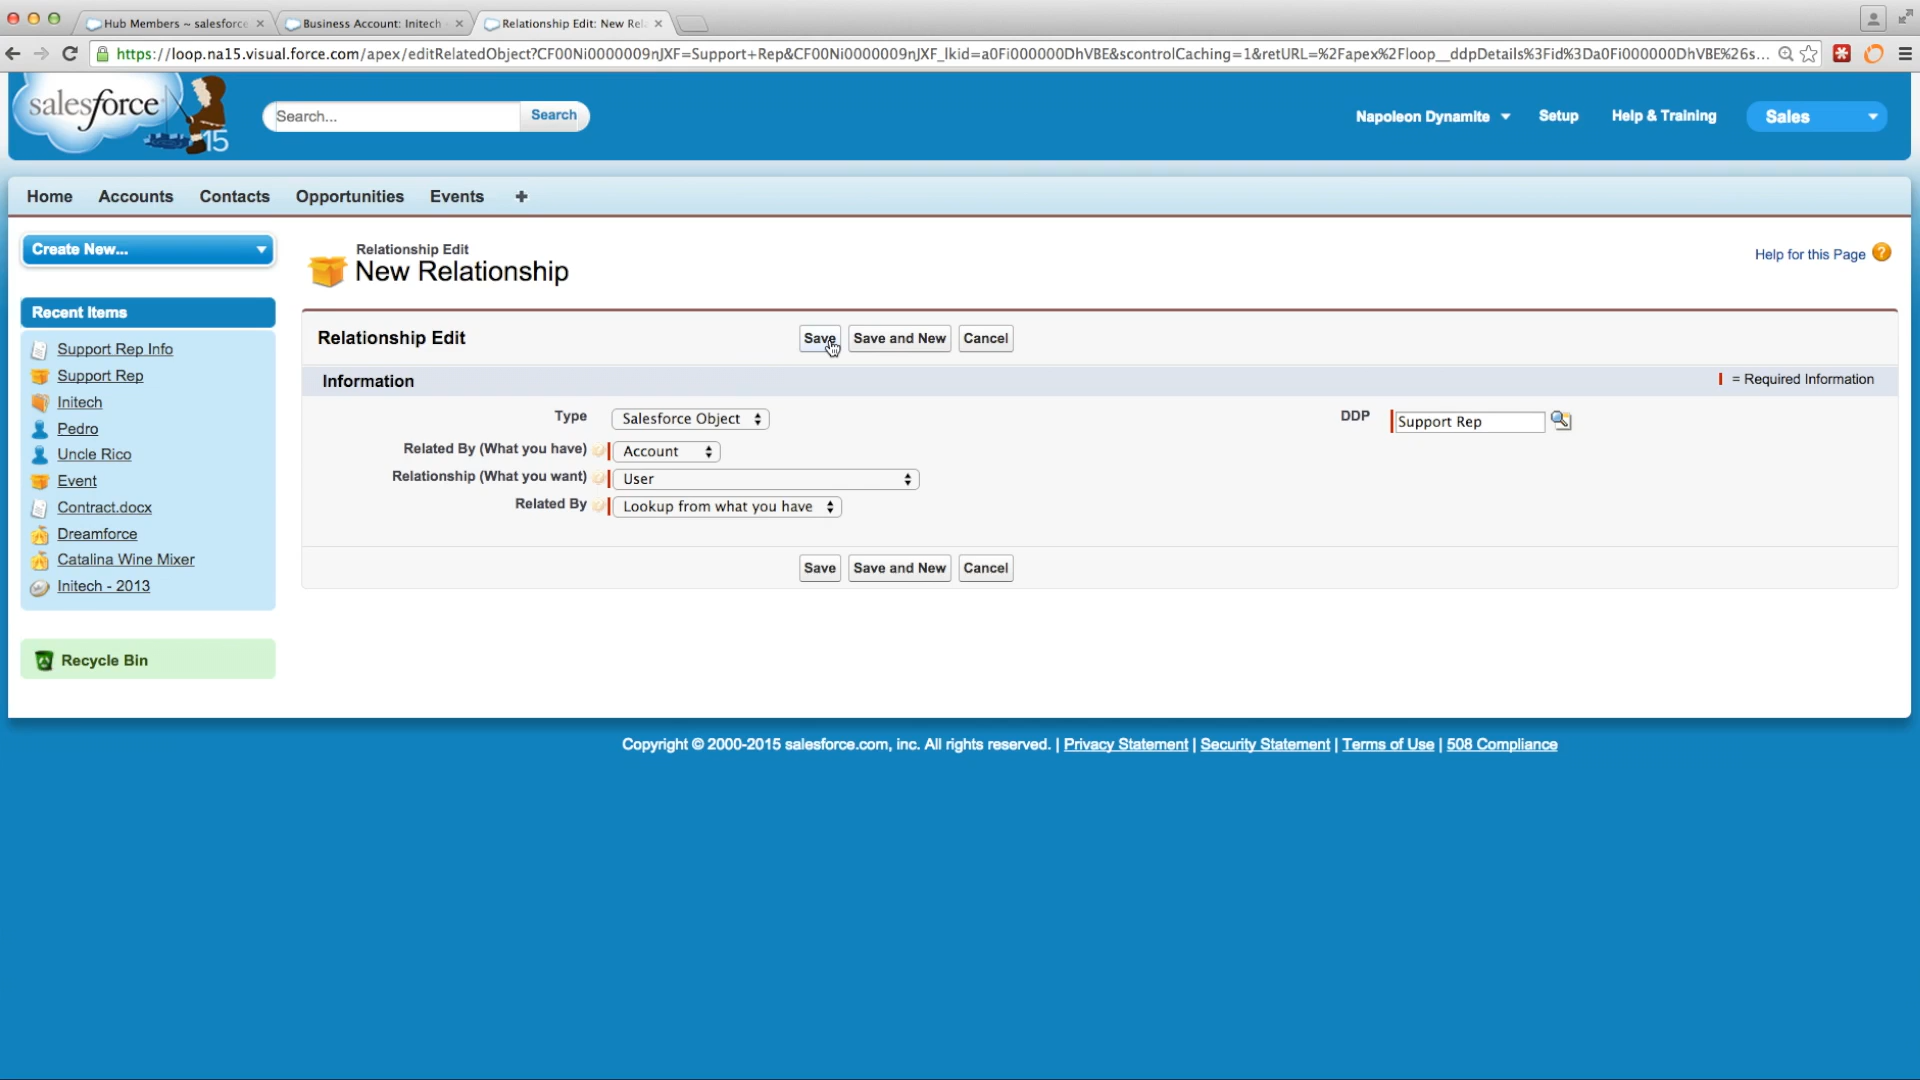 Hub Members ~ salesforce
Business Account: Initech
Relationship Edit: New Rel
https://loop.na15.visual.force.com/apex/editRelatedObject?CF00Ni0000009nJXF=Support+Rep&CF00Ni0000009nJXF_lkid=a0Fi000000DhVBE&scontrolCaching=1&retURL=%2Fapex%2Floop__ddpDetails%3Fid%3Da0Fi000000DhVBE%26s...
salesforce
15
Search...
Search
Napoleon Dynamite
Setup
Help & Training
Sales
Home
Accounts
Contacts
Opportunities
Events
+
Create New...
Relationship Edit
New Relationship
Help for this Page ?
Recent Items
Support Rep Info
Support Rep
Initech
Pedro
Uncle Rico
Event
Contract.docx
Dreamforce
Catalina Wine Mixer
Initech - 2013
Recycle Bin
Relationship Edit
Save
Save and New
Cancel
Information
= Required Information
Type
Salesforce Object
DDP
Support Rep
Related By (What you have)
Account
Relationship (What you want)
User
Related By
Lookup from what you have
Save
Save and New
Cancel
Copyright © 2000-2015 salesforce.com, inc. All rights reserved. | Privacy Statement | Security Statement | Terms of Use | 508 Compliance